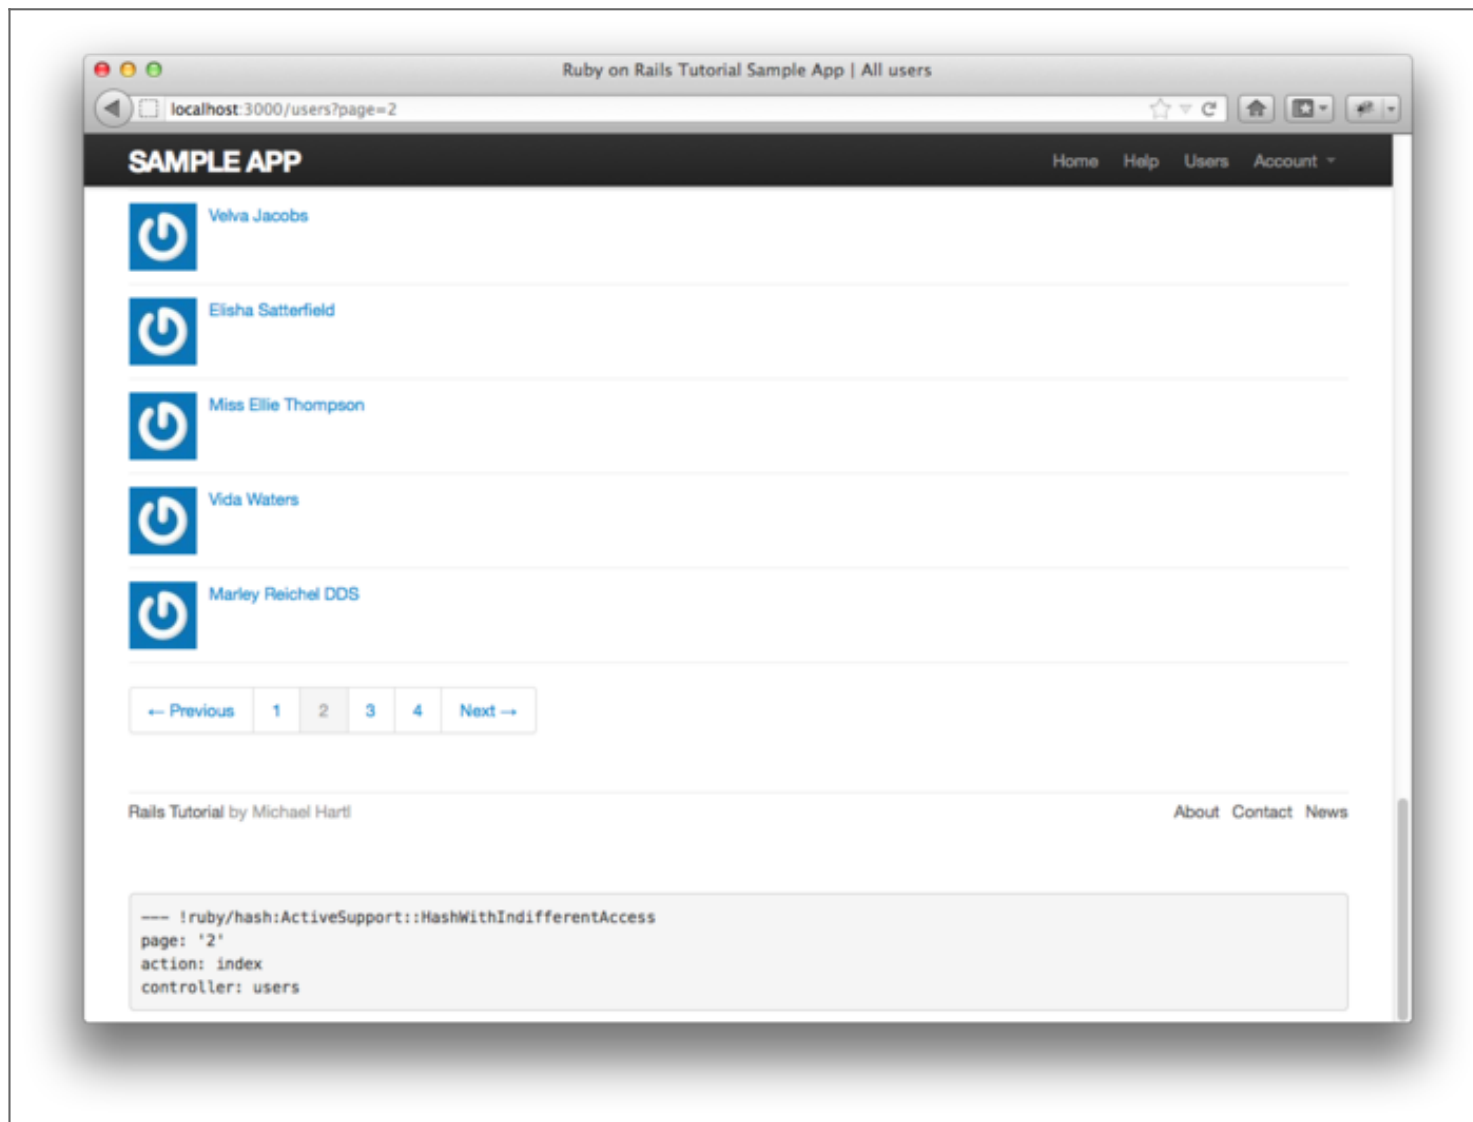 Ruby on Rails Tutorial Sample App | All users
localhost:3000/users?page=2
SAMPLE APP
Home Help Users Account
Velva Jacobs
Elisha Satterfield
Miss Ellie Thompson
Vida Waters
Marley Reichel DDS
← Previous 1 2 3 4 Next →
Rails Tutorial by Michael Hartl
About Contact News
--- !ruby/hash:ActiveSupport::HashWithIndifferentAccess
page: '2'
action: index
controller: users